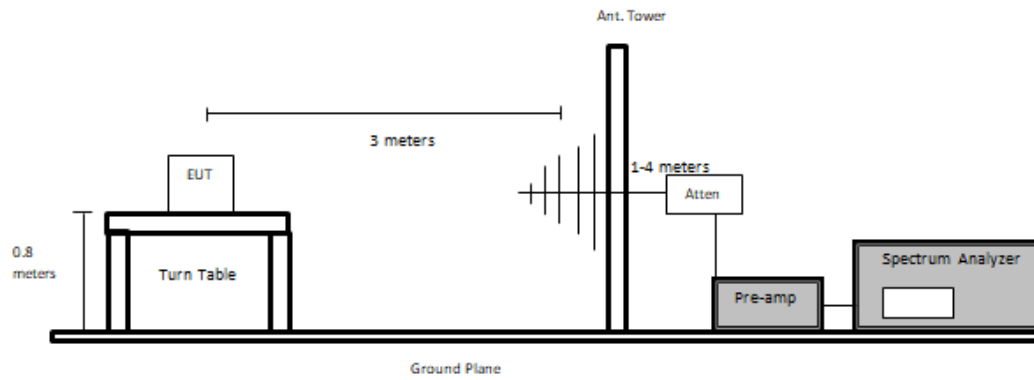 Ant. Tower
3 meters
EUT
1-4 meters
Atten
0.8
meters
Turn Table
Spectrum Analyzer
Pre-amp
Ground Plane